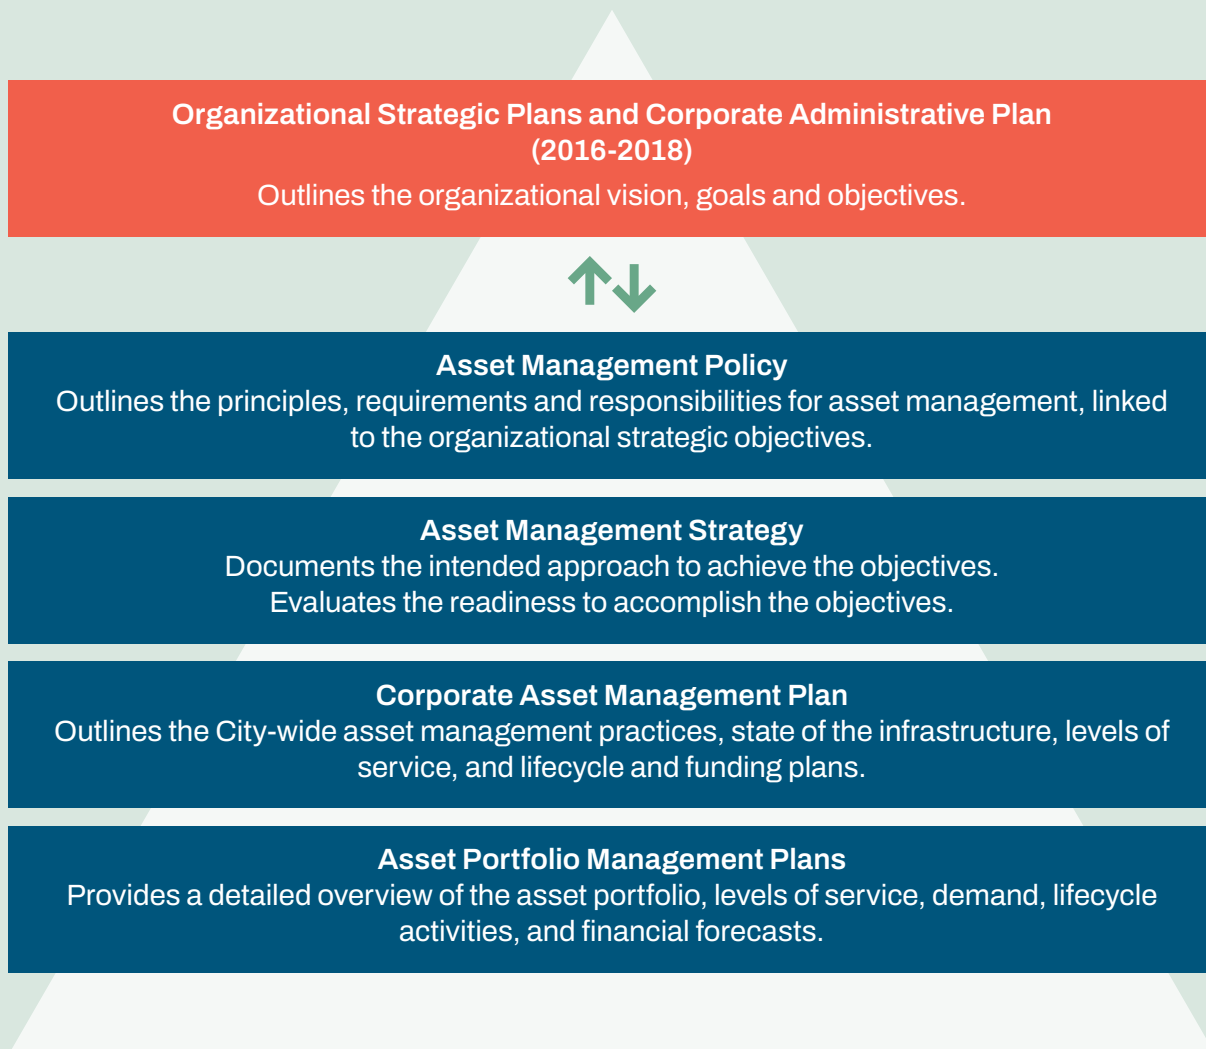 Organizational Strategic Plans and Corporate Administrative Plan
(2016-2018)
Outlines the organizational vision, goals and objectives.
Asset Management Policy
Outlines the principles, requirements and responsibilities for asset management, linked
to the organizational strategic objectives.
Asset Management Strategy
Documents the intended approach to achieve the objectives.
Evaluates the readiness to accomplish the objectives.
Corporate Asset Management Plan
Outlines the City-wide asset management practices, state of the infrastructure, levels of
service, and lifecycle and funding plans.
Asset Portfolio Management Plans
Provides a detailed overview of the asset portfolio, levels of service, demand, lifecycle
activities, and financial forecasts.